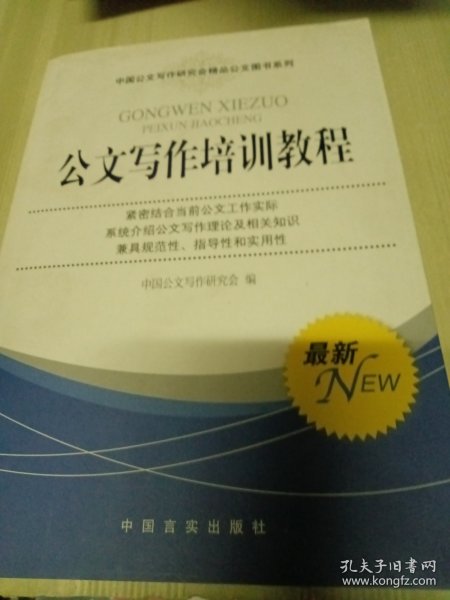 中国公文写作研究会精品公文图书系列
GONGWEN XIEZUO
PEIXUN JIAOCHENG
公文写作培训教程
紧密结合当前公文工作实际
系统介绍公文写作理论及相关知识
兼具规范性、指导性和实用性
中国公文写作研究会 编
最新
NEW
中国言实出版社
孔夫子旧书网
www.kongfz.com